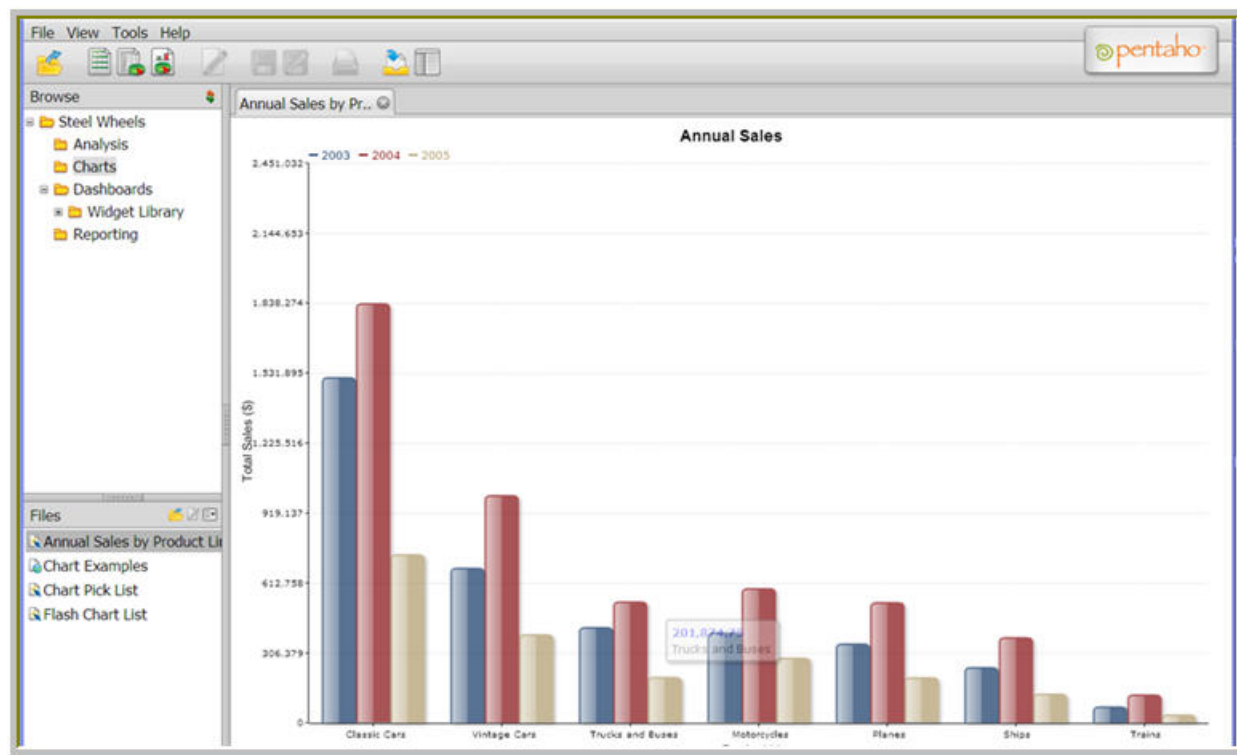 File View Tools Help
pentaho
Browse
Steel Wheels
Analysis
Charts
Dashboards
Widget Library
Reporting
Files
Annual Sales by Product Li
Chart Examples
Chart Pick List
Flash Chart List
Annual Sales by Pr..
Annual Sales
2003 2004 2005
Total Sales ($)
2.451.032
2.144.653
1.838.274
1.531.895
1.225.516
919.137
612.758
306.379
0
201,874,75
Trucks and Buses
Classic Cars Vintage Cars Trucks and Buses Motorcycles Planes Ships Trains